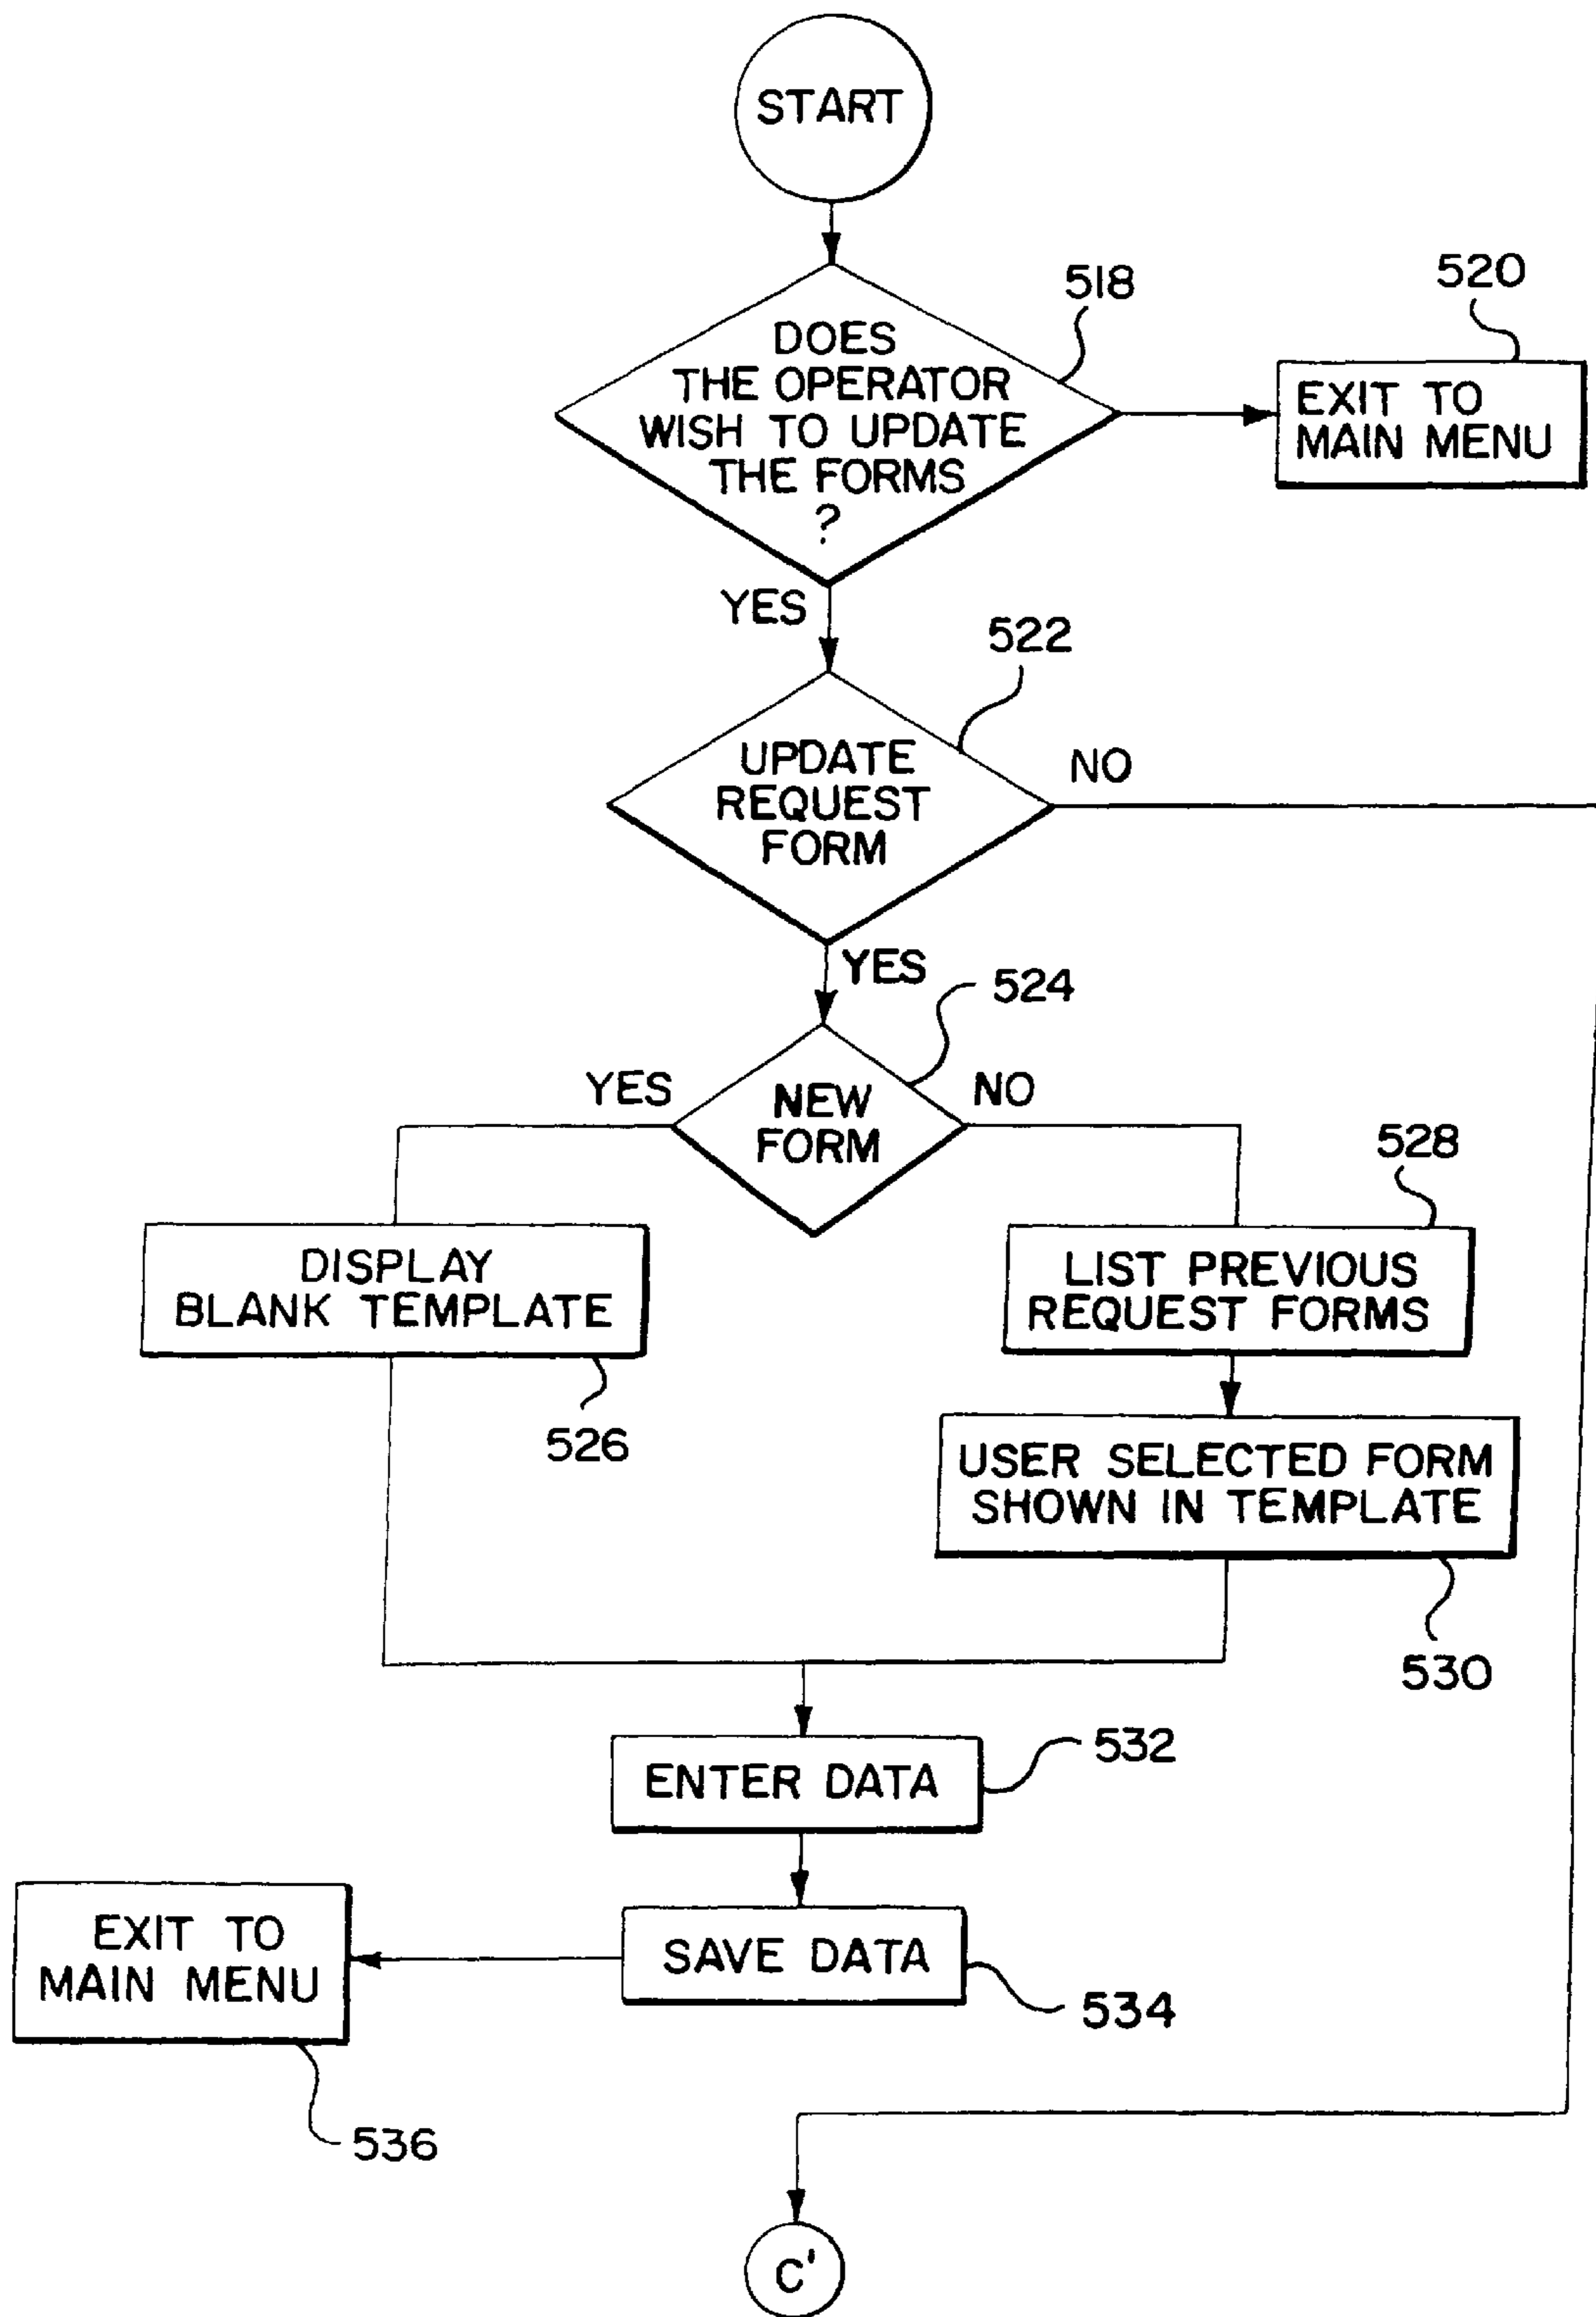 START
518
520
DOES
THE OPERATOR
WISH TO UPDATE
THE FORMS
?
EXIT TO
MAIN MENU
YES
522
UPDATE
REQUEST
FORM
NO
YES
524
YES
NEW
FORM
NO
528
DISPLAY
BLANK TEMPLATE
LIST PREVIOUS
REQUEST FORMS
526
USER SELECTED FORM
SHOWN IN TEMPLATE
530
532
ENTER DATA
EXIT TO
MAIN MENU
SAVE DATA
534
536
C'